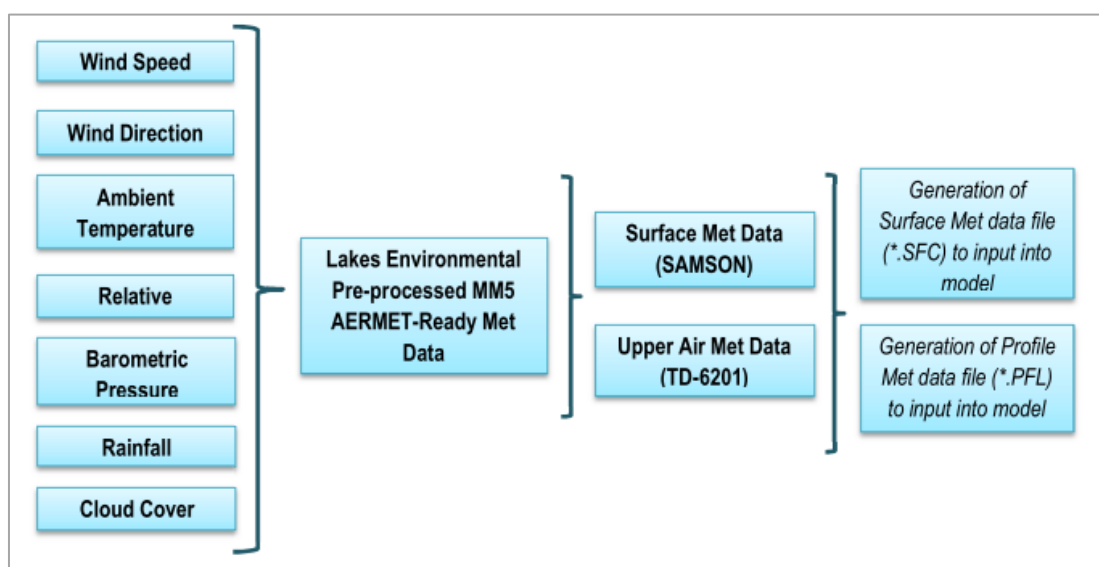 Wind Speed
Wind Direction
Ambient
Temperature
Relative
Barometric
Pressure
Rainfall
Cloud Cover
Lakes Environmental
Pre-processed MM5
AERMET-Ready Met
Data
Surface Met Data
(SAMSON)
Upper Air Met Data
(TD-6201)
Generation of
Surface Met data file
(*.SFC) to input into
model
Generation of Profile
Met data file (*.PFL)
to input into model